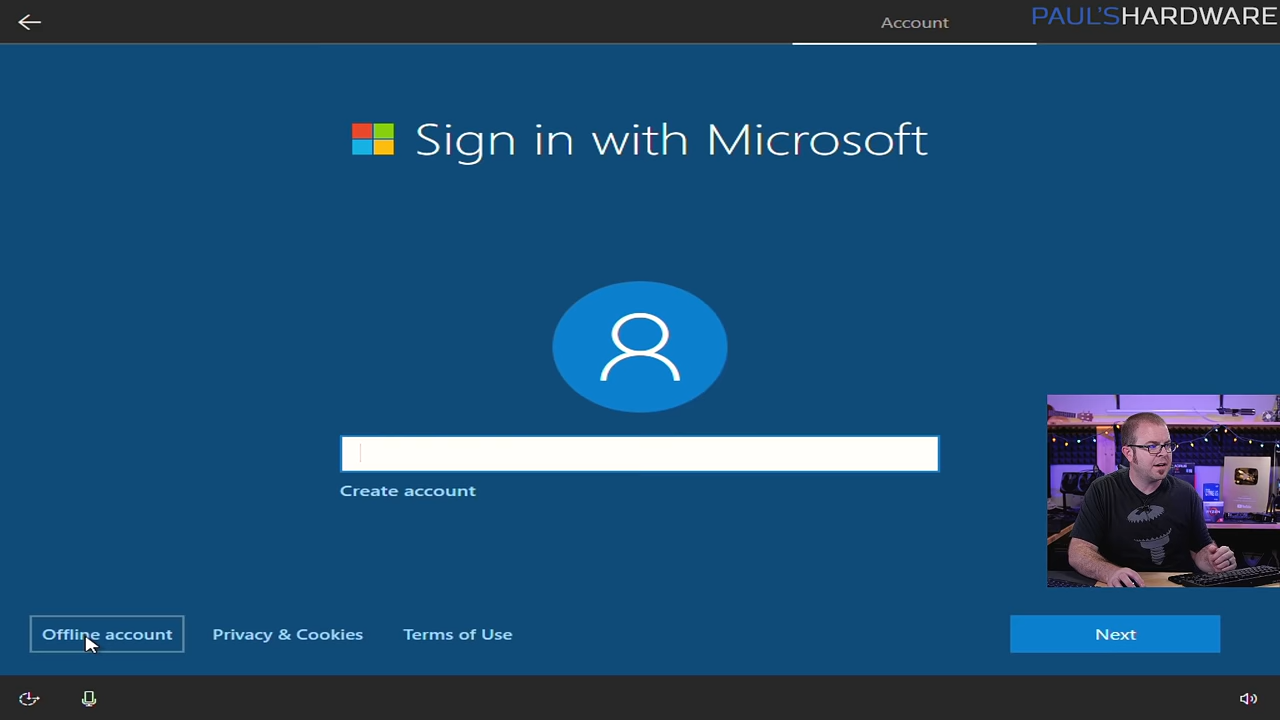 Account
PAUL'SHARDWARE
Sign in with Microsoft
Create account
Offline account
Privacy & Cookies
Terms of Use
Next